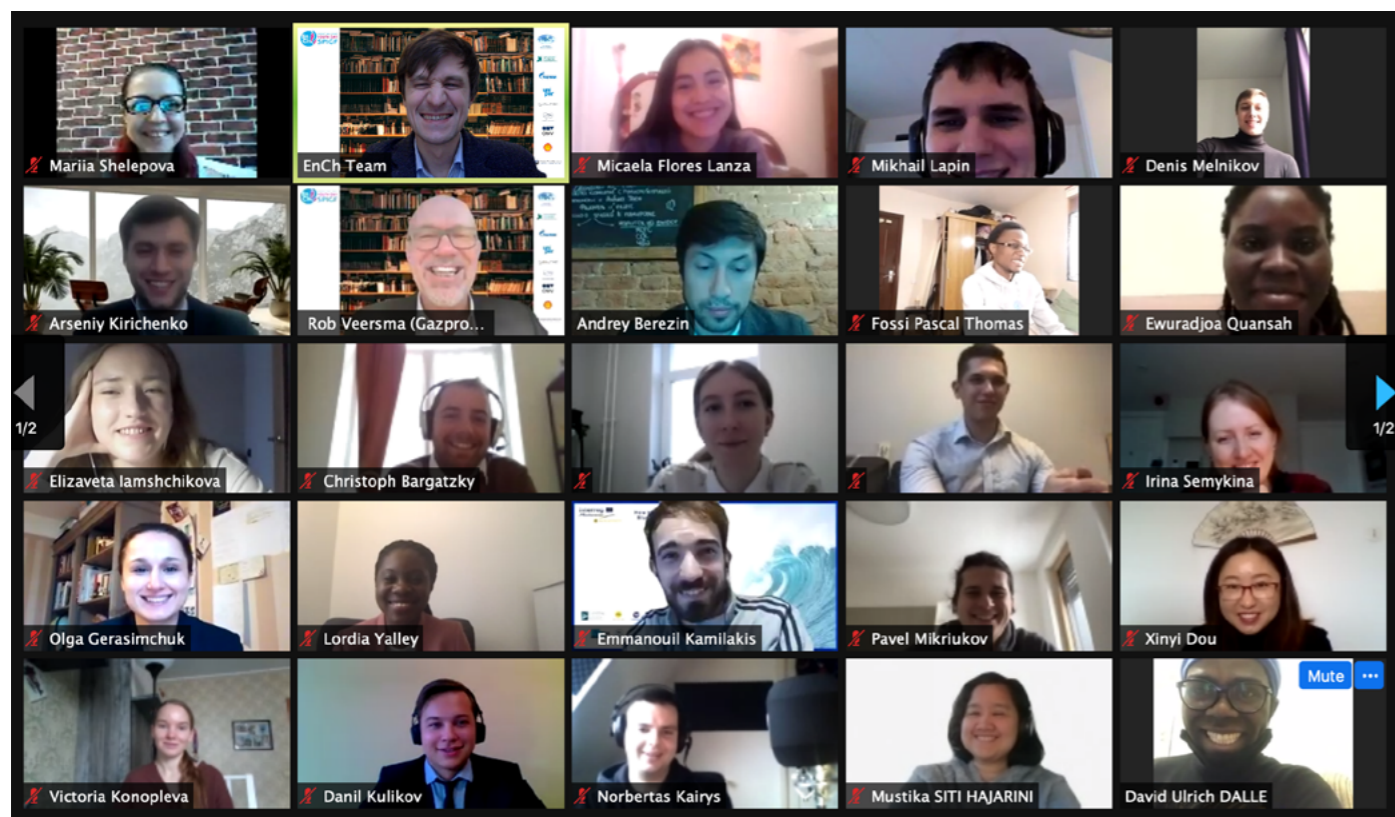 Mariia Shelepova
EnCh Team
Micaela Flores Lanza
Mikhail Lapin
Denis Melnikov
Arseniy Kirichenko
Rob Veersma (Gazpro...
Andrey Berezin
Fossi Pascal Thomas
Ewuradjoa Quansah
1/2
1/2
Elizaveta Iamshchikova
Christoph Bargatzky
Irina Semykina
Olga Gerasimchuk
Lordia Yalley
Emmanouil Kamilakis
Pavel Mikriukov
Xinyi Dou
Mute
Victoria Konopleva
Danil Kulikov
Norbertas Kairys
Mustika SITI HAJARINI
David Ulrich DALLE